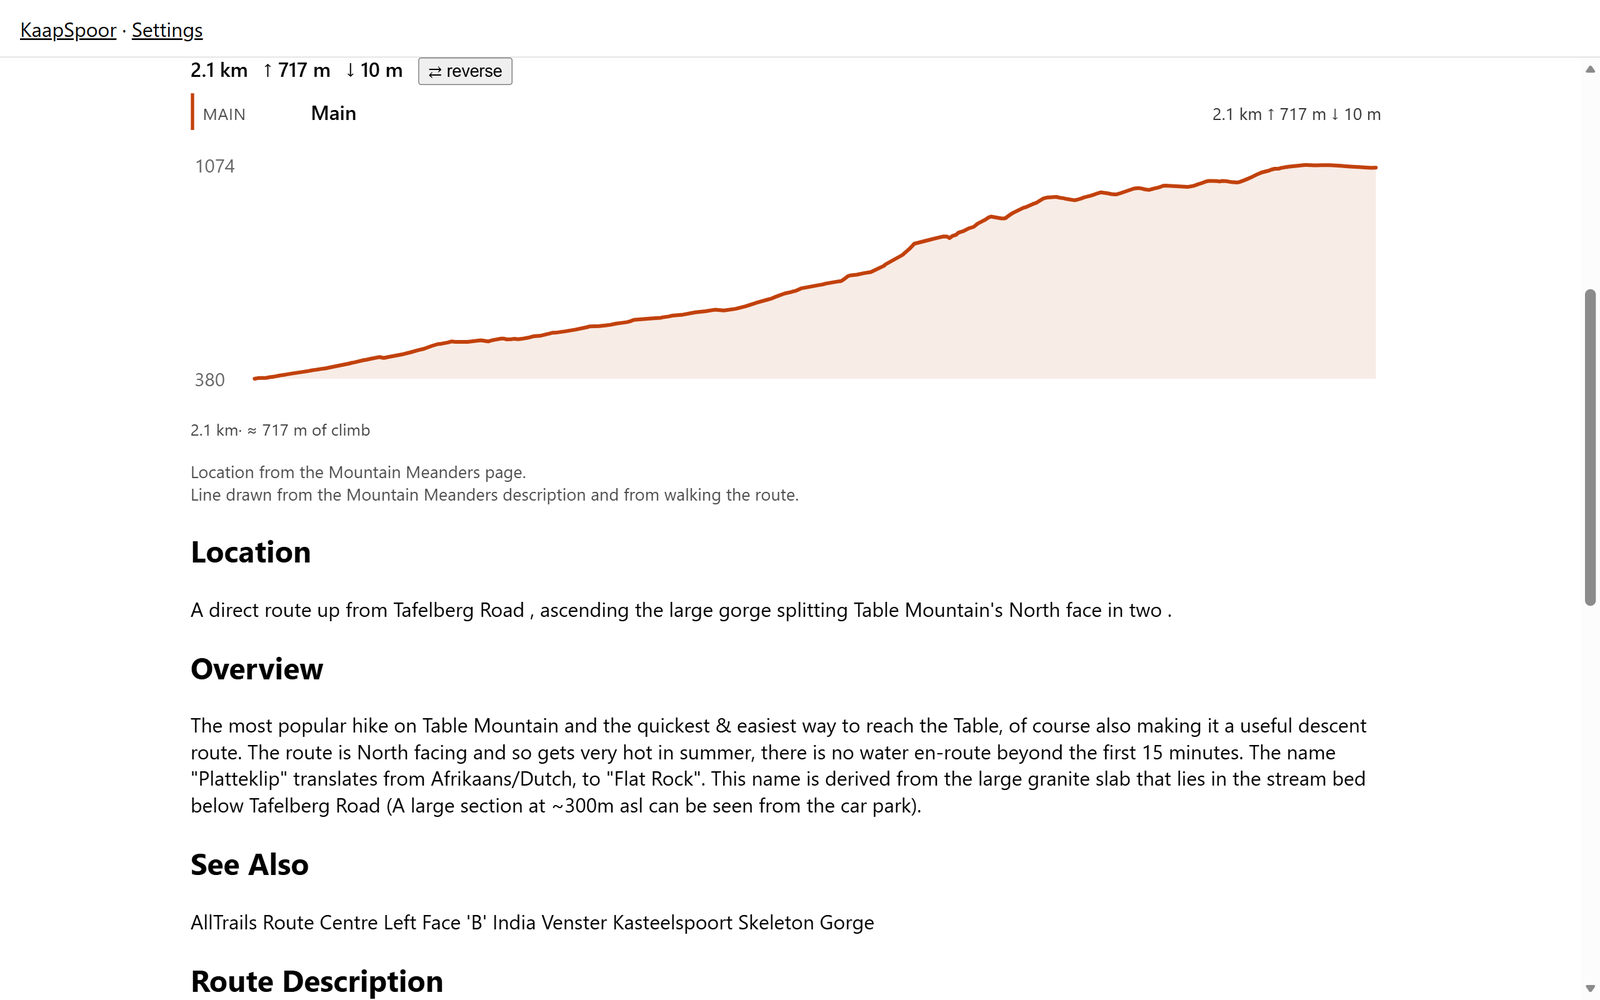 KaapSpoor · Settings
2.1 km ↑ 717 m ↓ 10 m ⇄ reverse
MAIN Main 2.1 km ↑ 717 m ↓ 10 m
1074
380
2.1 km· ≈ 717 m of climb
Location from the Mountain Meanders page.
Line drawn from the Mountain Meanders description and from walking the route.
Location
A direct route up from Tafelberg Road , ascending the large gorge splitting Table Mountain's North face in two .
Overview
The most popular hike on Table Mountain and the quickest & easiest way to reach the Table, of course also making it a useful descent
route. The route is North facing and so gets very hot in summer, there is no water en-route beyond the first 15 minutes. The name
"Platteklip" translates from Afrikaans/Dutch, to "Flat Rock". This name is derived from the large granite slab that lies in the stream bed
below Tafelberg Road (A large section at ~300m asl can be seen from the car park).
See Also
AllTrails Route Centre Left Face 'B' India Venster Kasteelspoort Skeleton Gorge
Route Description